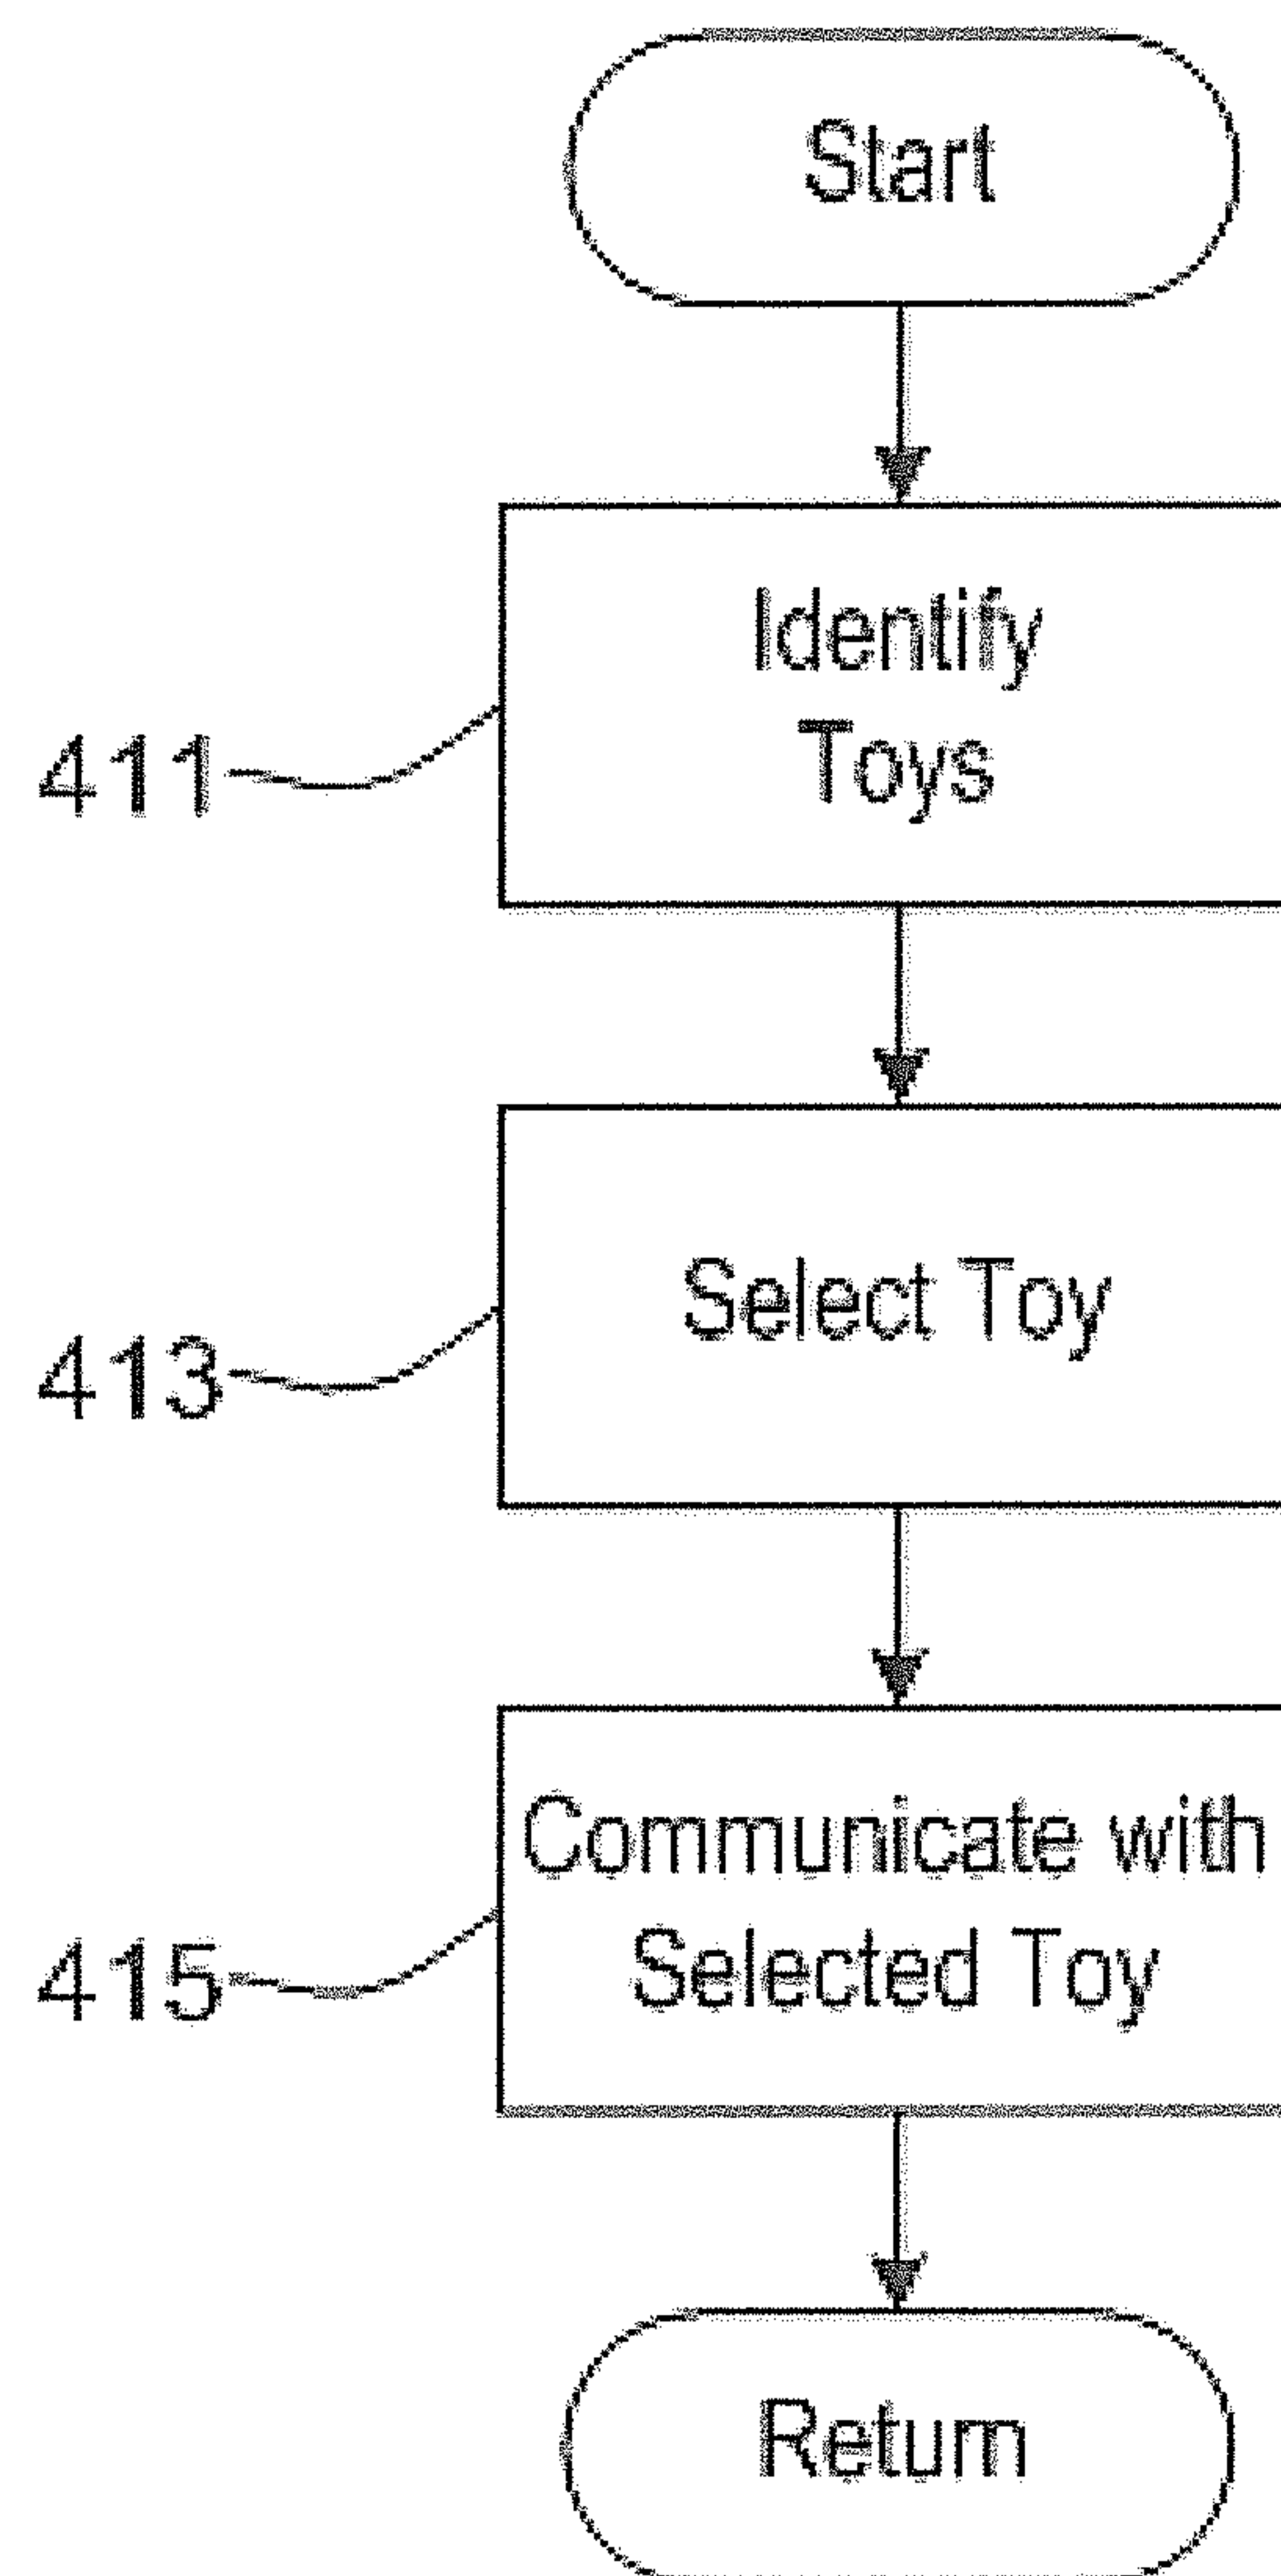 Start
Identify
Toys
411
Select Toy
413
Communicate with
Selected Toy
415
Return